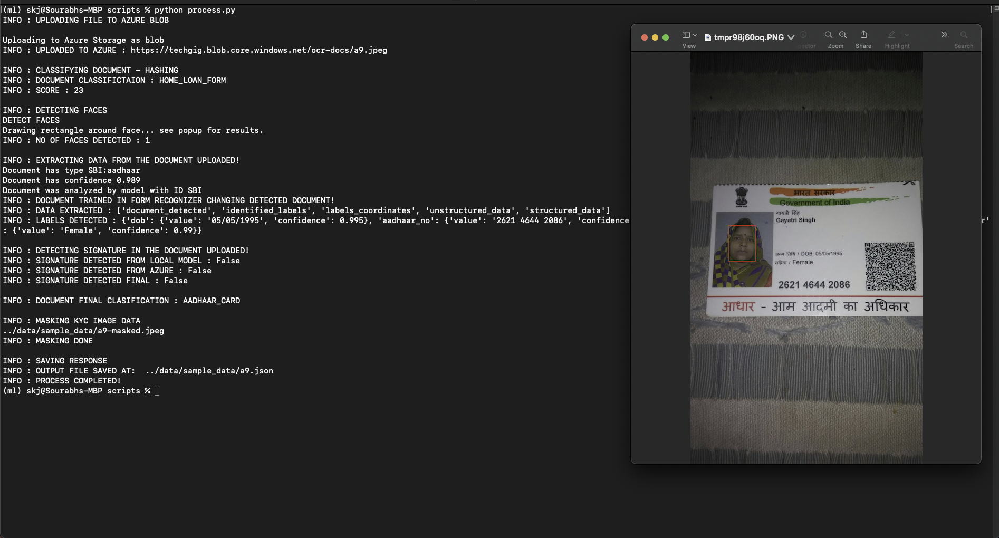 (ml) skj@Sourabhs-MBP scripts % python process.py
INFO : UPLOADING FILE TO AZURE BLOB
Uploading to Azure Storage as blob
INFO : UPLOADED TO AZURE : https://techgig.blob.core.windows.net/ocr-docs/a9.jpeg
INFO : CLASSIFYING DOCUMENT – HASHING
INFO : DOCUMENT CLASSIFICTAION : HOME_LOAN_FORM
INFO : SCORE : 23
INFO : DETECTING FACES
DETECT FACES
Drawing rectangle around face... see popup for results.
INFO : NO OF FACES DETECTED : 1
INFO : EXTRACTING DATA FROM THE DOCUMENT UPLOADED!
Document has type SBI:aadhaar
Document has confidence 0.989
Document was analyzed by model with ID SBI
INFO : DOCUMENT TRAINED IN FORM RECOGNIZER CHANGING DETECTED DOCUMENT!
INFO : DATA EXTRACTED : ['document_detected', 'identified_labels', 'labels_coordinates', 'unstructured_data', 'structured_data']
INFO : LABELS DETECTED : {'dob': {'value': '05/05/1995', 'confidence': 0.995}, 'aadhaar_no': {'value': '2621 4644 2086', 'confidence r'
: {'value': 'Female', 'confidence': 0.99}}
INFO : DETECTING SIGNATURE IN THE DOCUMENT UPLOADED!
INFO : SIGNATURE DETECTED FROM LOCAL MODEL : False
INFO : SIGNATURE DETECTED FROM AZURE : False
INFO : SIGNATURE DETECTED FINAL : False
INFO : DOCUMENT FINAL CLASIFICATION : AADHAAR_CARD
INFO : MASKING KYC IMAGE DATA
../data/sample_data/a9-masked.jpeg
INFO : MASKING DONE
INFO : SAVING RESPONSE
INFO : OUTPUT FILE SAVED AT:  ../data/sample_data/a9.json
INFO : PROCESS COMPLETED!
(ml) skj@Sourabhs-MBP scripts %
tmpr98j60oq.PNG
View pector Zoom Share Highlight Search
भारत सरकार
Government of India
गायत्री सिंह
Gayatri Singh
जन्म तिथि / DOB: 05/05/1995
महिला / Female
2621 4644 2086
आधार - आम आदमी का अधिकार